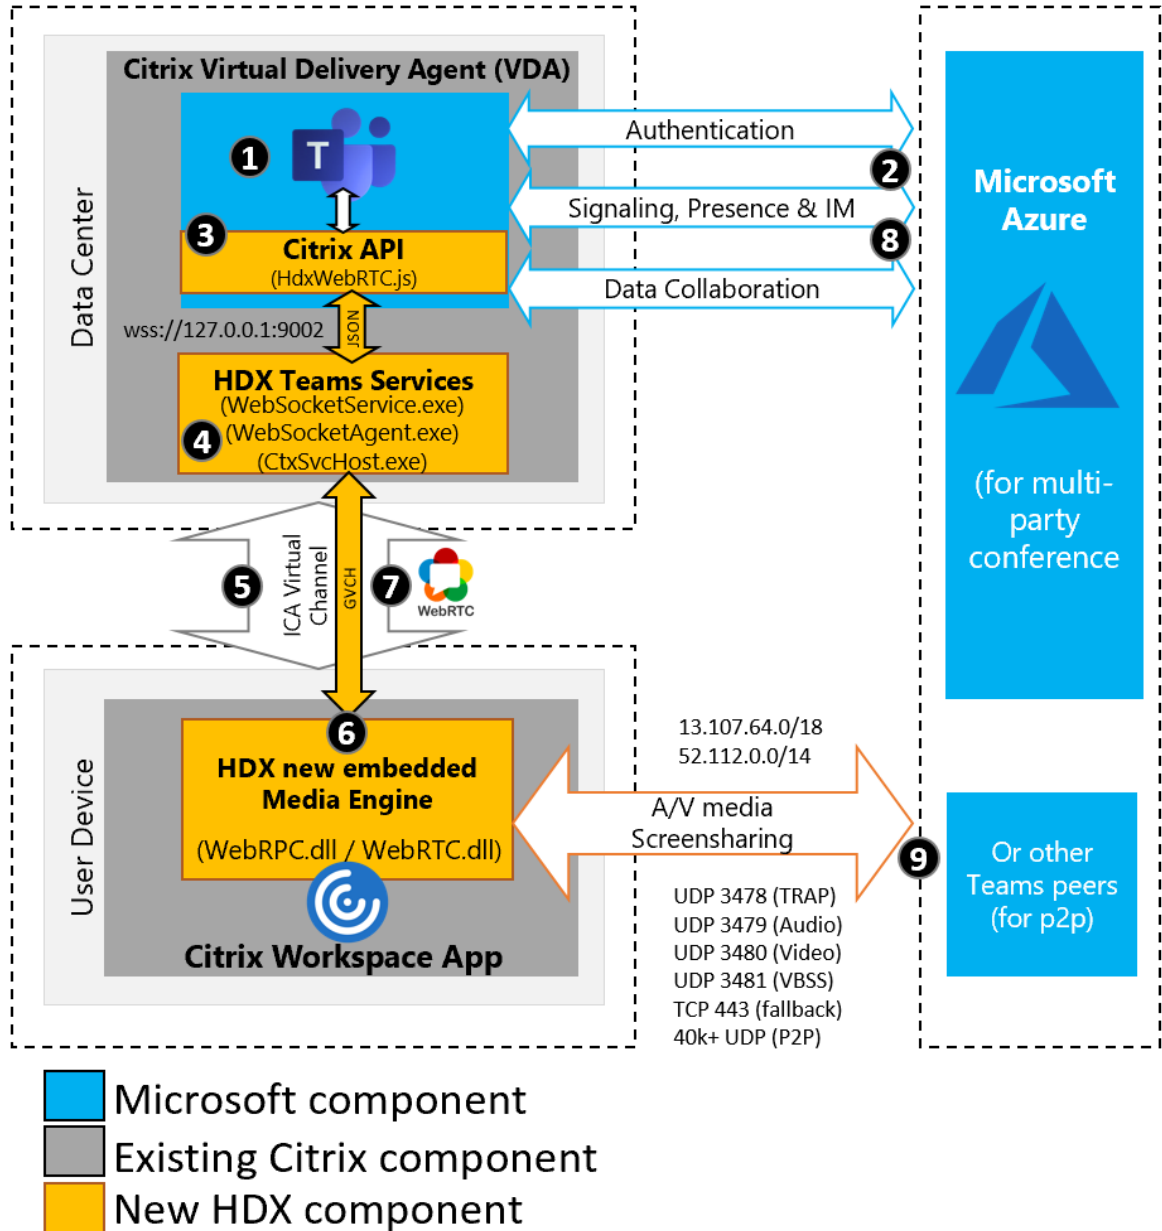 Citrix Virtual Delivery Agent (VDA)
Data Center
T
1
3
Citrix API
(HdxWebRTC.js)
wss://127.0.0.1:9002
JSON
HDX Teams Services
(WebSocketService.exe)
(WebSocketAgent.exe)
(CtxSvcHost.exe)
4
Authentication
2
Signaling, Presence & IM
8
Data Collaboration
Microsoft
Azure
(for multi-
party
conference
5
ICA Virtual
Channel
GVCH
7
WebRTC
User Device
6
HDX new embedded
Media Engine
(WebRPC.dll / WebRTC.dll)
Citrix Workspace App
13.107.64.0/18
52.112.0.0/14
A/V media
Screensharing
9
UDP 3478 (TRAP)
UDP 3479 (Audio)
UDP 3480 (Video)
UDP 3481 (VBSS)
TCP 443 (fallback)
40k+ UDP (P2P)
Or other
Teams peers
(for p2p)
Microsoft component
Existing Citrix component
New HDX component